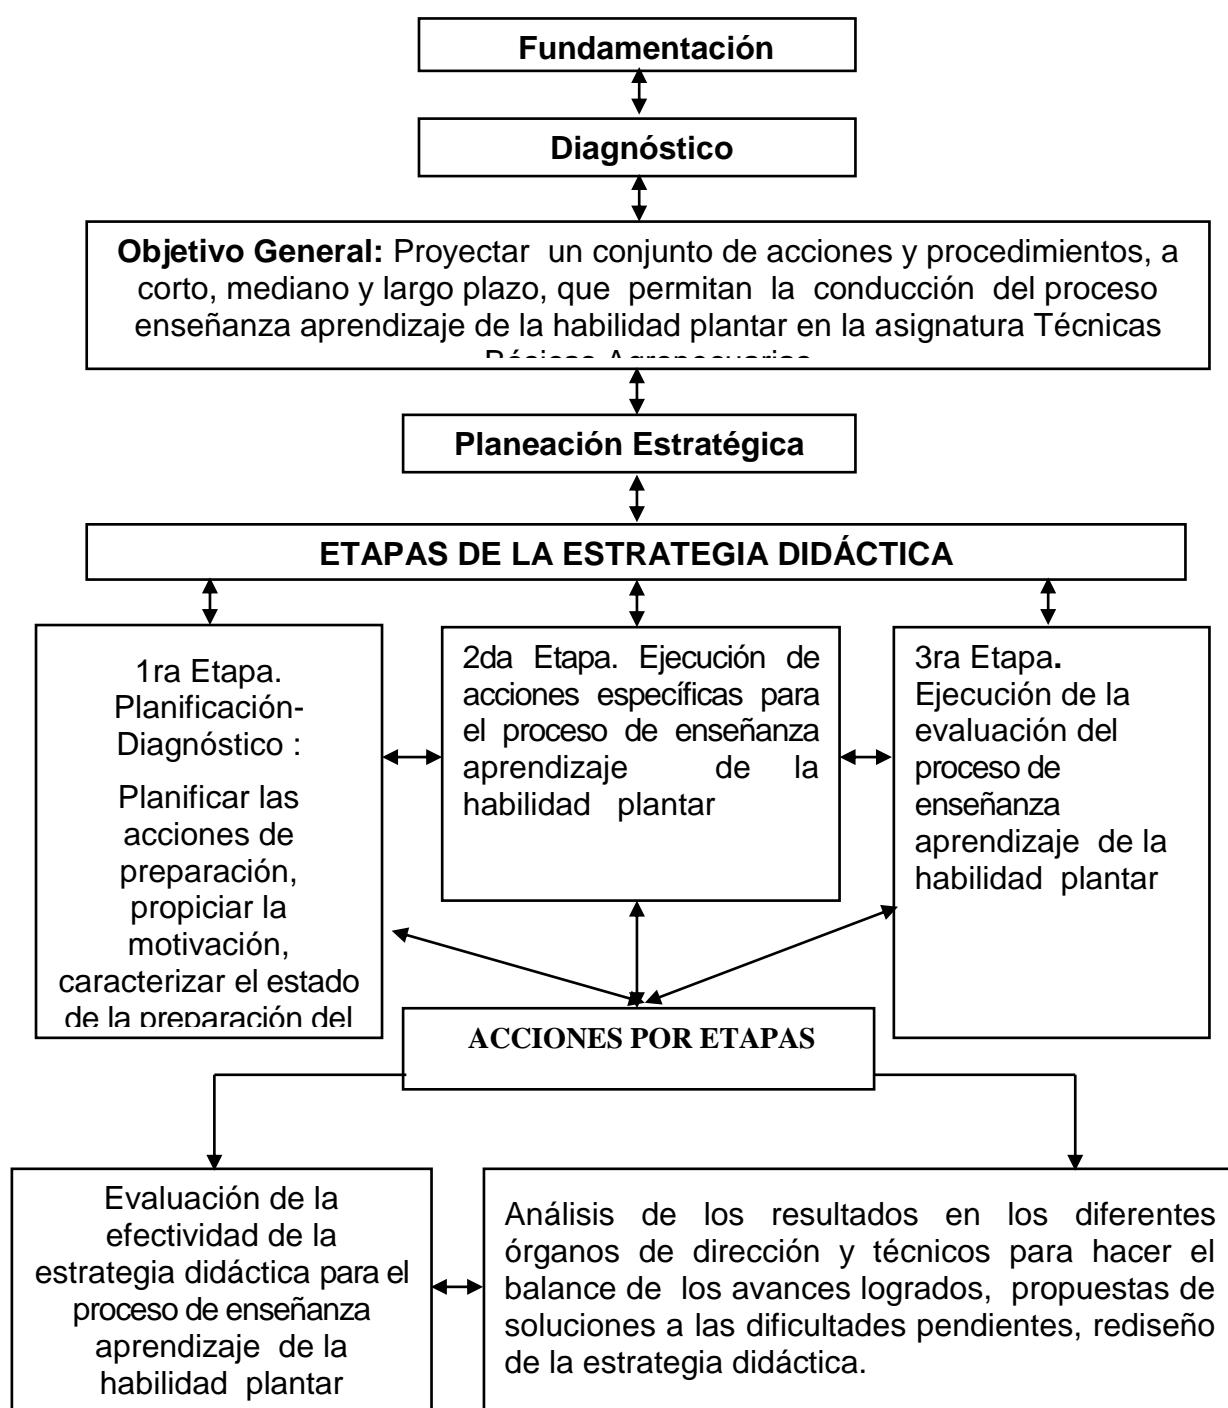 Fundamentación
Diagnóstico
Objetivo General: Proyectar un conjunto de acciones y procedimientos, a
corto, mediano y largo plazo, que permitan la conducción del proceso
enseñanza aprendizaje de la habilidad plantar en la asignatura Técnicas
Básicas Agropecuarias
Planeación Estratégica
ETAPAS DE LA ESTRATEGIA DIDÁCTICA
1ra Etapa.
Planificación-
Diagnóstico :
Planificar las
acciones de
preparación,
propiciar la
motivación,
caracterizar el estado
de la preparación del
2da Etapa. Ejecución de
acciones específicas para
el proceso de enseñanza
aprendizaje de la
habilidad plantar
3ra Etapa.
Ejecución de la
evaluación del
proceso de
enseñanza
aprendizaje de la
habilidad plantar
ACCIONES POR ETAPAS
Evaluación de la
efectividad de la
estrategia didáctica para el
proceso de enseñanza
aprendizaje de la
habilidad plantar
Análisis de los resultados en los diferentes
órganos de dirección y técnicos para hacer el
balance de los avances logrados, propuestas de
soluciones a las dificultades pendientes, rediseño
de la estrategia didáctica.